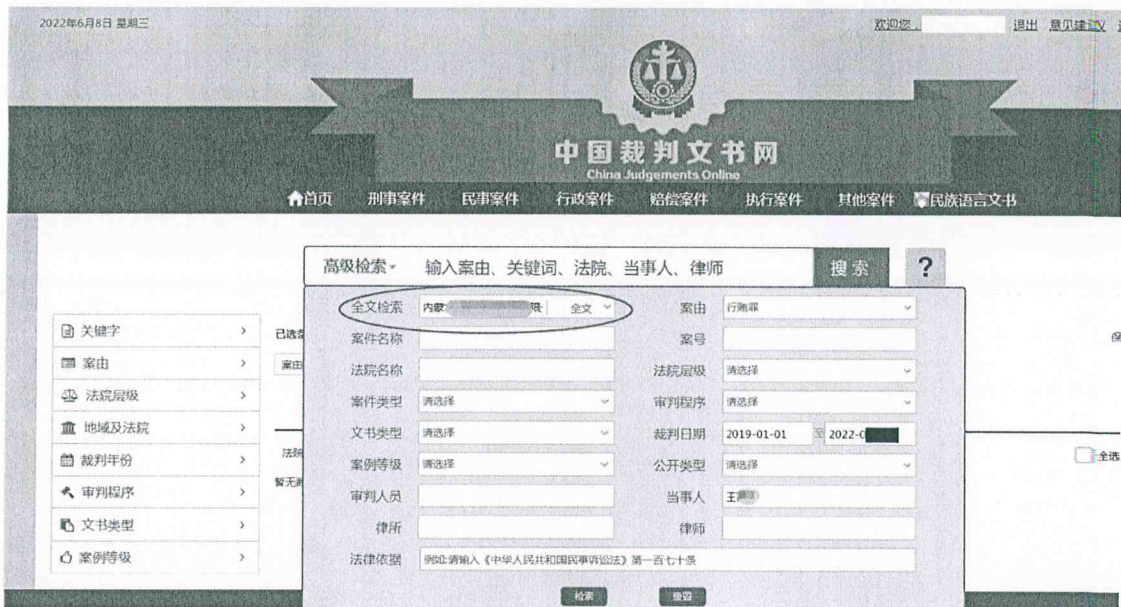 2022年6月8日 星期三
欢迎您，
退出 意见建议
中国裁判文书网
China Judgements Online
首页 刑事案件 民事案件 行政案件 赔偿案件 执行案件 其他案件 民族语言文书
高级检索 输入案由、关键词、法院、当事人、律师 搜索 ?
全文检索 内蒙 限 全文 案由 行贿罪
案件名称 案号
法院名称 法院层级 请选择
案件类型 请选择 审判程序 请选择
文书类型 请选择 裁判日期 2019-01-01 至 2022-0
案例等级 请选择 公开类型 请选择
审判人员 当事人 王
律所 律师
法律依据 例如:请输入《中华人民共和国民事诉讼法》第一百七十条
检索 重置
关键字
案由
法院层级
地域及法院
裁判年份
审判程序
文书类型
案例等级
已选
案由
法院
暂无
全选